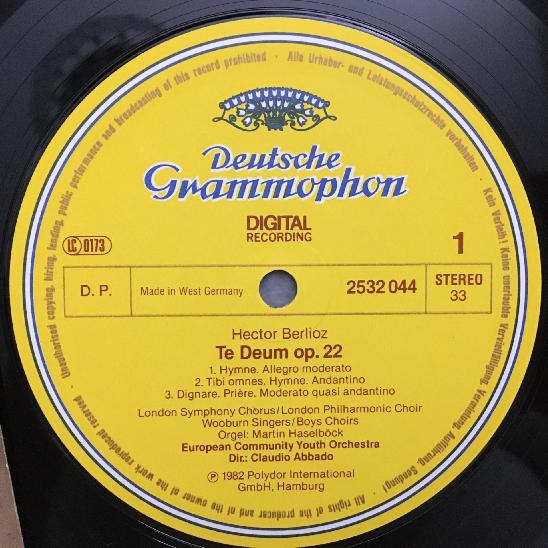 Alle Urheber- und Leistungsschutzrechte vorbehalten · Kein Verleih! Keine unerlaubte Vervielfältigung, Vermietung, Aufführung, Sendung!
All rights of the producer and of the owner of the work reproduced reserved · Unauthorised copying, hiring, lending, public performance and broadcasting of this record prohibited ·
Deutsche
Grammophon
DIGITAL
RECORDING
LC 0173
1
D. P.
Made in West Germany
2532 044
STEREO
33
Hector Berlioz
Te Deum op. 22
1. Hymne. Allegro moderato
2. Tibi omnes. Hymne. Andantino
3. Dignare. Prière. Moderato quasi andantino
London Symphony Chorus/London Philharmonic Choir
Wooburn Singers/Boys Choirs
Orgel: Martin Haselböck
European Community Youth Orchestra
Dir.: Claudio Abbado
Ⓟ 1982 Polydor International
GmbH, Hamburg